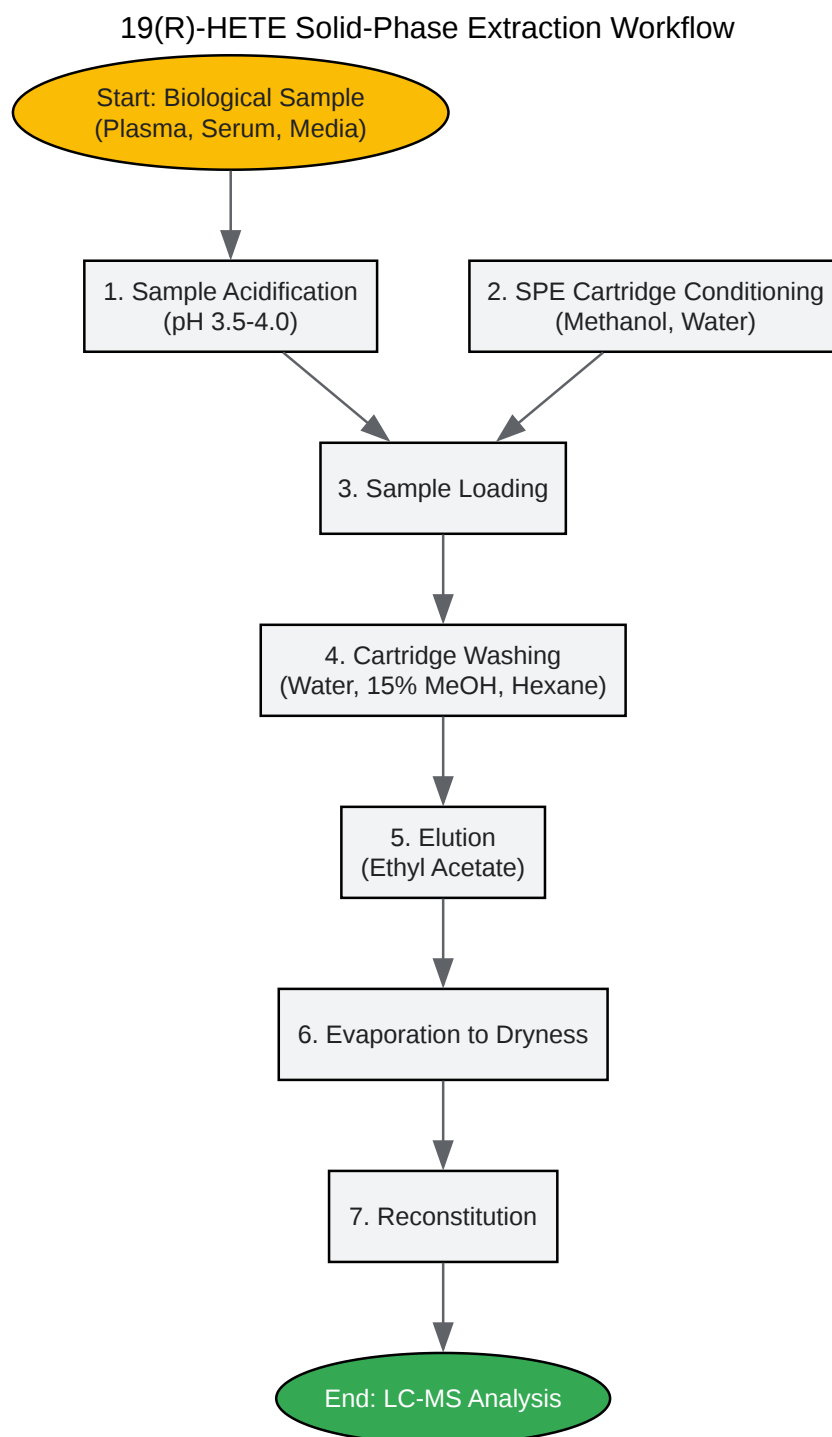 19(R)-HETE Solid-Phase Extraction Workflow
Start: Biological Sample
(Plasma, Serum, Media)
1. Sample Acidification
(pH 3.5-4.0)
2. SPE Cartridge Conditioning
(Methanol, Water)
3. Sample Loading
4. Cartridge Washing
(Water, 15% MeOH, Hexane)
5. Elution
(Ethyl Acetate)
6. Evaporation to Dryness
7. Reconstitution
End: LC-MS Analysis